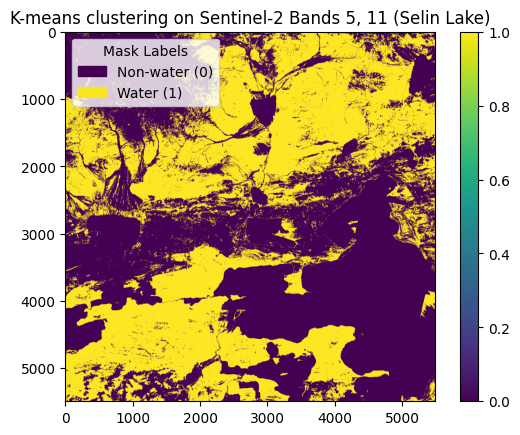 K-means clustering on Sentinel-2 Bands 5, 11 (Selin Lake)
Mask Labels
Non-water (0)
Water (1)
0
1000
2000
3000
4000
5000
0 1000 2000 3000 4000 5000
1.0
0.8
0.6
0.4
0.2
0.0